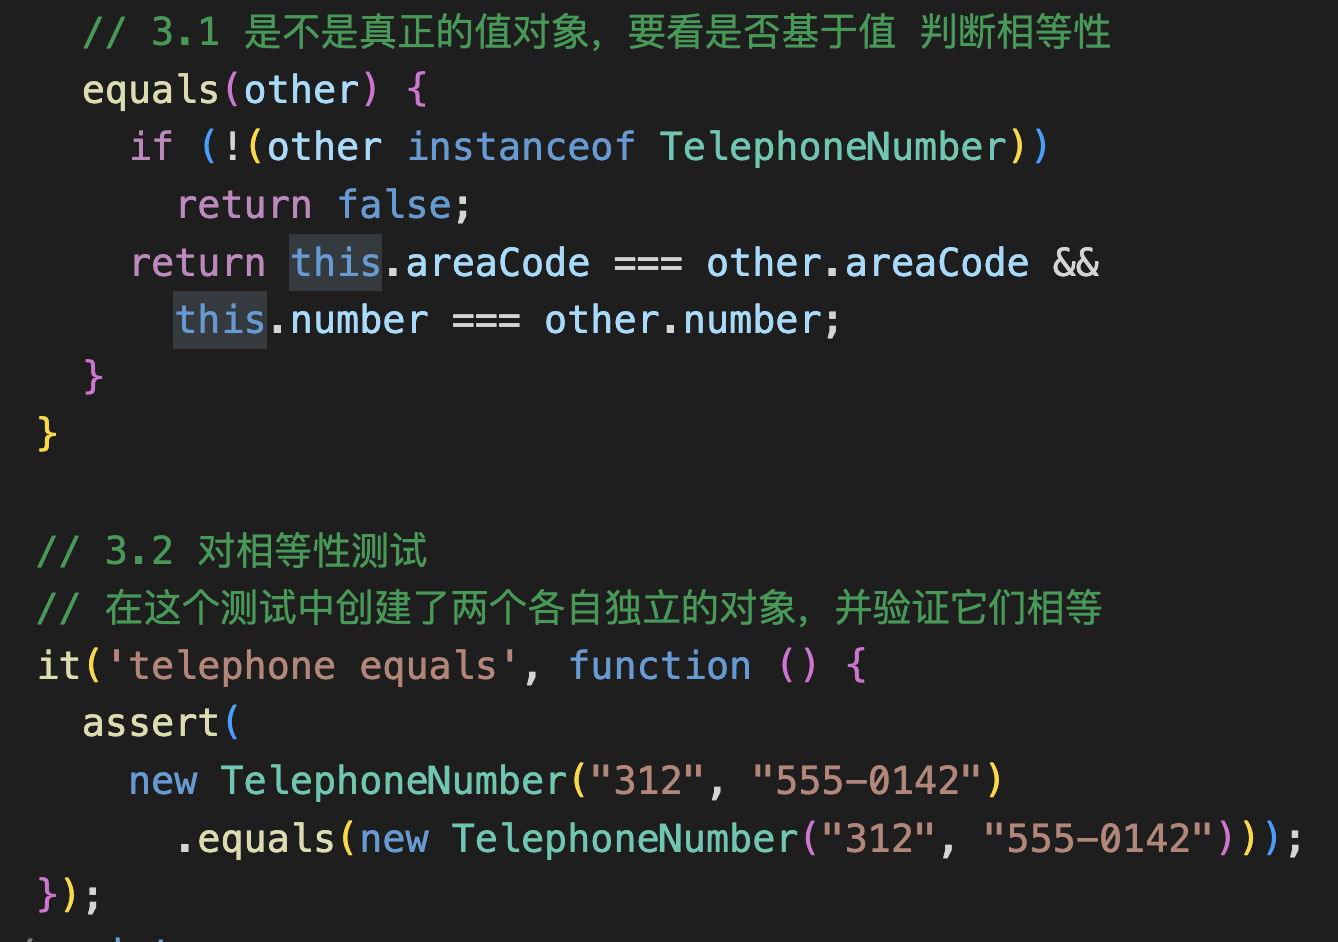 // 3.1 是不是真正的值对象，要看是否基于值 判断相等性
equals(other) {
if (!(other instanceof TelephoneNumber))
return false;
return this.areaCode === other.areaCode &&
this.number === other.number;
}
}
// 3.2 对相等性测试
// 在这个测试中创建了两个各自独立的对象，并验证它们相等
it('telephone equals', function () {
assert(
new TelephoneNumber("312", "555-0142")
.equals(new TelephoneNumber("312", "555-0142")));
});